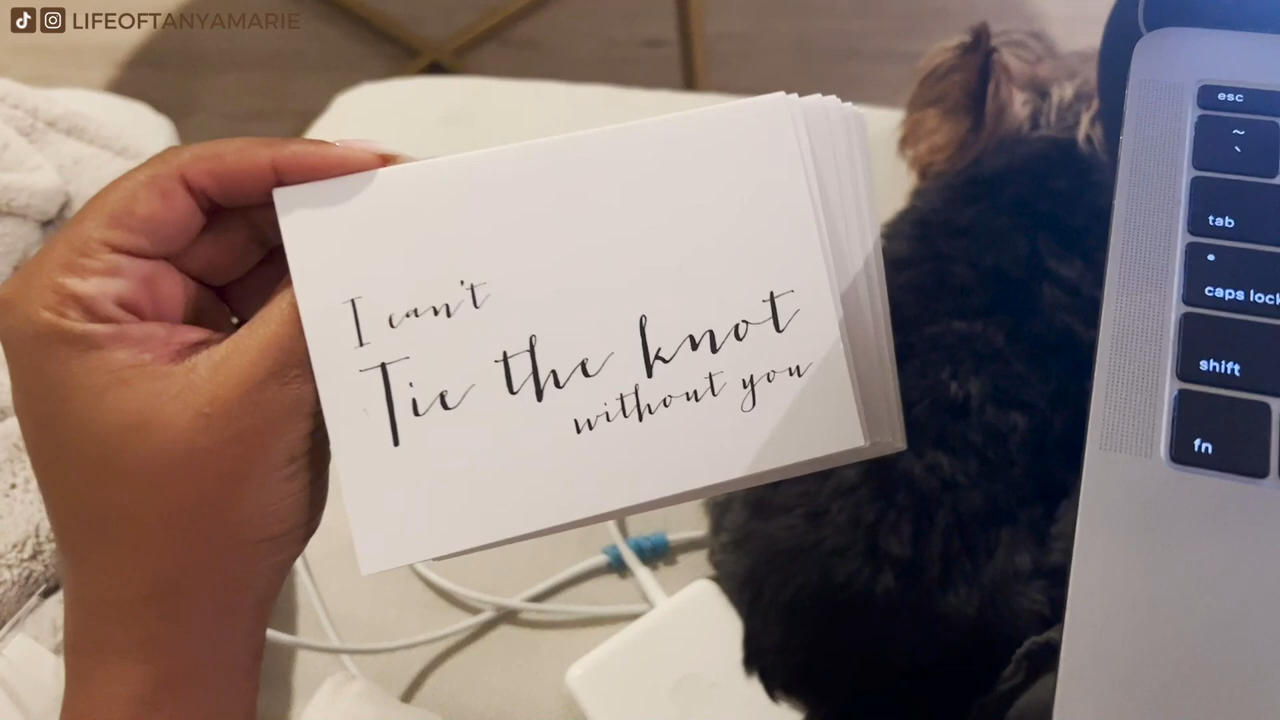 LIFEOFTANYAMARIE
I can't
Tie the knot
without you
esc
~
`
tab
caps lock
shift
fn